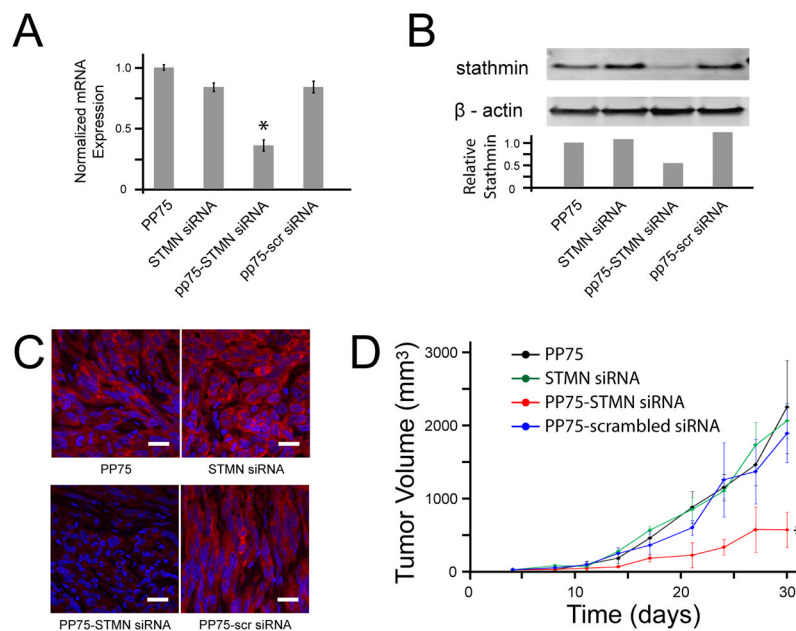 A
Normalized mRNA
Expression
1.0
0.5
0
*
PP75
STMN siRNA
pp75-STMN siRNA
pp75-scr siRNA
B
stathmin
β - actin
Relative
Stathmin
1.0
0.5
0
PP75
STMN siRNA
pp75-STMN siRNA
pp75-scr siRNA
C
PP75
STMN siRNA
PP75-STMN siRNA
PP75-scr siRNA
D
Tumor Volume (mm³)
3000
2000
1000
0
PP75
STMN siRNA
PP75-STMN siRNA
PP75-scrambled siRNA
0
10
20
30
Time (days)